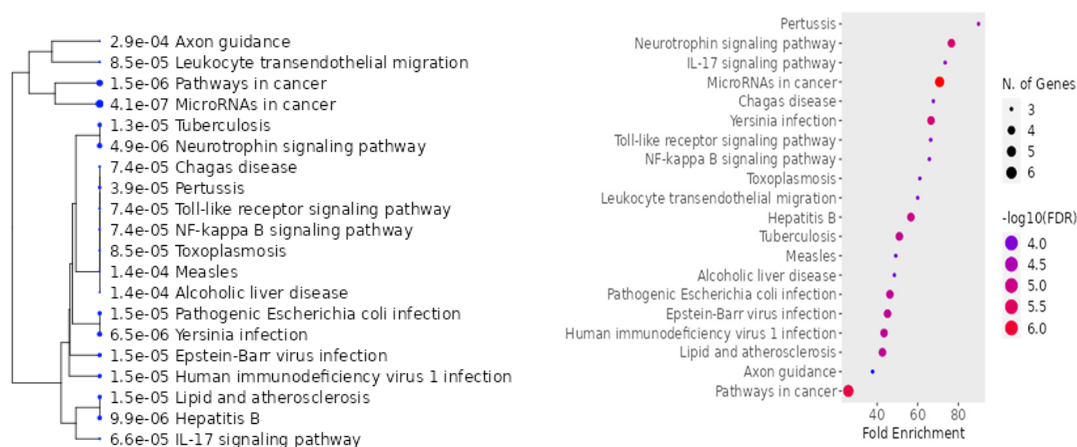 2.9e-04 Axon guidance
8.5e-05 Leukocyte transendothelial migration
1.5e-06 Pathways in cancer
4.1e-07 MicroRNAs in cancer
1.3e-05 Tuberculosis
4.9e-06 Neurotrophin signaling pathway
7.4e-05 Chagas disease
3.9e-05 Pertussis
7.4e-05 Toll-like receptor signaling pathway
7.4e-05 NF-kappa B signaling pathway
8.5e-05 Toxoplasmosis
1.4e-04 Measles
1.4e-04 Alcoholic liver disease
1.5e-05 Pathogenic Escherichia coli infection
6.5e-06 Yersinia infection
1.5e-05 Epstein-Barr virus infection
1.5e-05 Human immunodeficiency virus 1 infection
1.5e-05 Lipid and atherosclerosis
9.9e-06 Hepatitis B
6.6e-05 IL-17 signaling pathway
Pertussis
Neurotrophin signaling pathway
IL-17 signaling pathway
MicroRNAs in cancer
Chagas disease
Yersinia infection
Toll-like receptor signaling pathway
NF-kappa B signaling pathway
Toxoplasmosis
Leukocyte transendothelial migration
Hepatitis B
Tuberculosis
Measles
Alcoholic liver disease
Pathogenic Escherichia coli infection
Epstein-Barr virus infection
Human immunodeficiency virus 1 infection
Lipid and atherosclerosis
Axon guidance
Pathways in cancer
40 60 80
Fold Enrichment
N. of Genes
3
4
5
6
-log10(FDR)
4.0
4.5
5.0
5.5
6.0